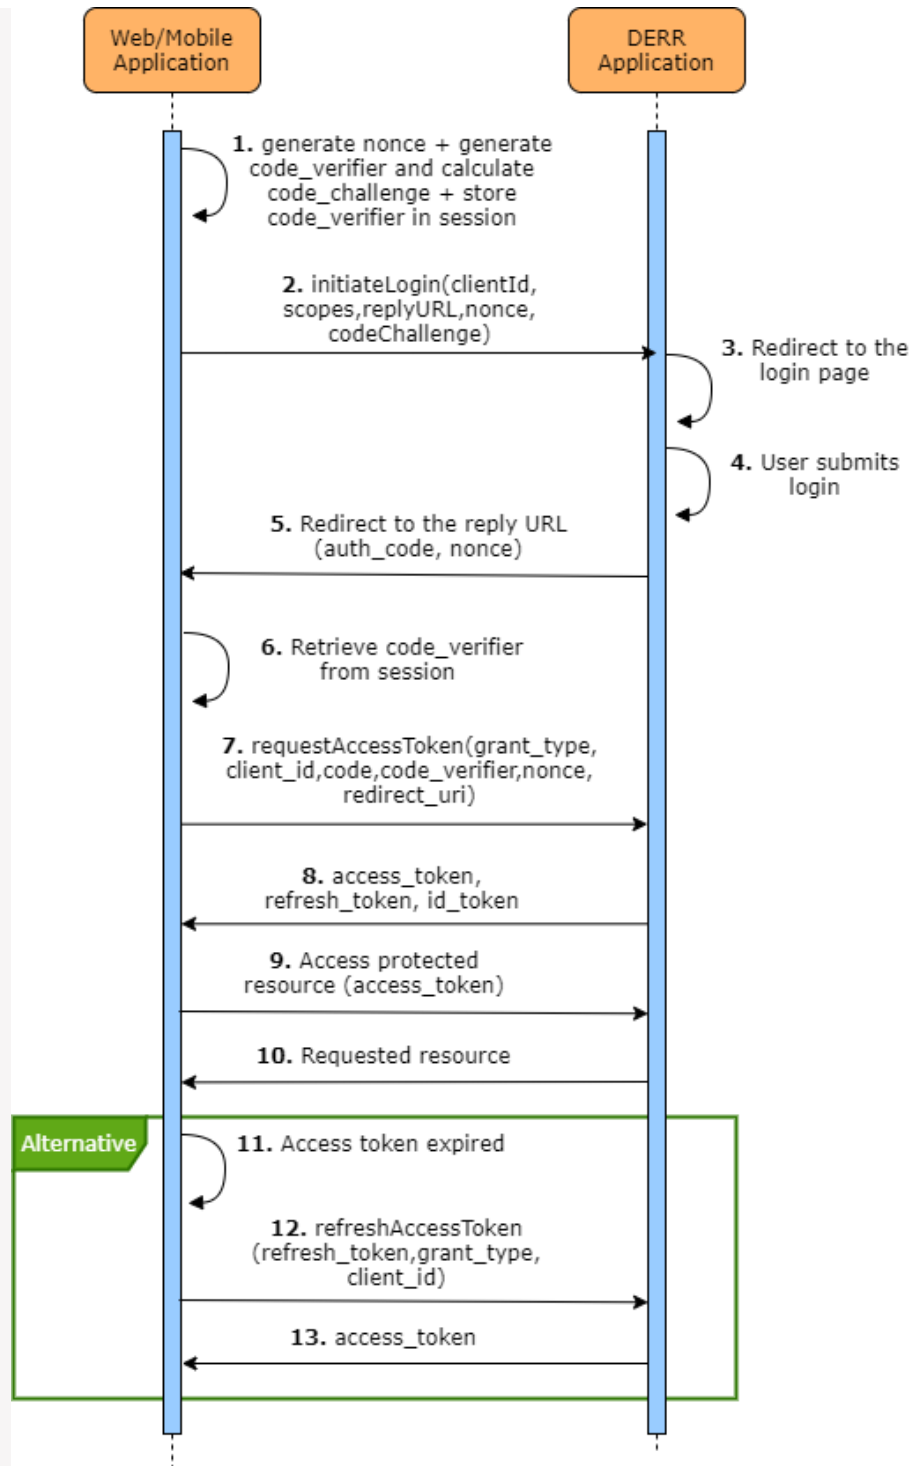 Web/Mobile
Application
DERR
Application
1. generate nonce + generate
code_verifier and calculate
code_challenge + store
code_verifier in session
2. initiateLogin(clientId,
scopes,replyURL,nonce,
codeChallenge)
3. Redirect to the
login page
4. User submits
login
5. Redirect to the reply URL
(auth_code, nonce)
6. Retrieve code_verifier
from session
7. requestAccessToken(grant_type,
client_id,code,code_verifier,nonce,
redirect_uri)
8. access_token,
refresh_token, id_token
9. Access protected
resource (access_token)
10. Requested resource
Alternative
11. Access token expired
12. refreshAccessToken
(refresh_token,grant_type,
client_id)
13. access_token